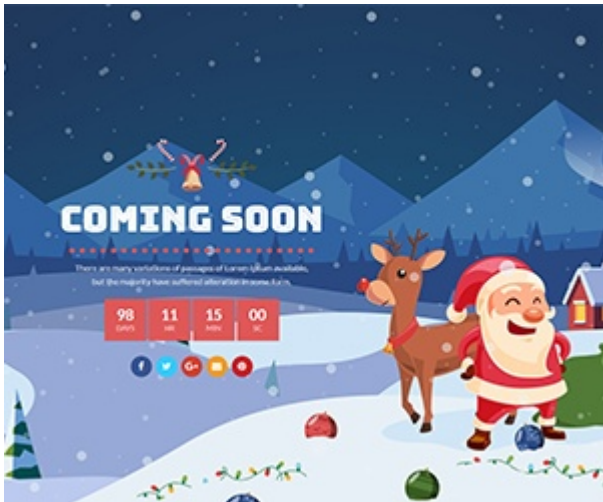 COMING SOON
There are many variations of passages of Lorem Ipsum available,
but the majority have suffered alteration in some form.
98 11 15 00
DAYS HR MIN SC
f G+